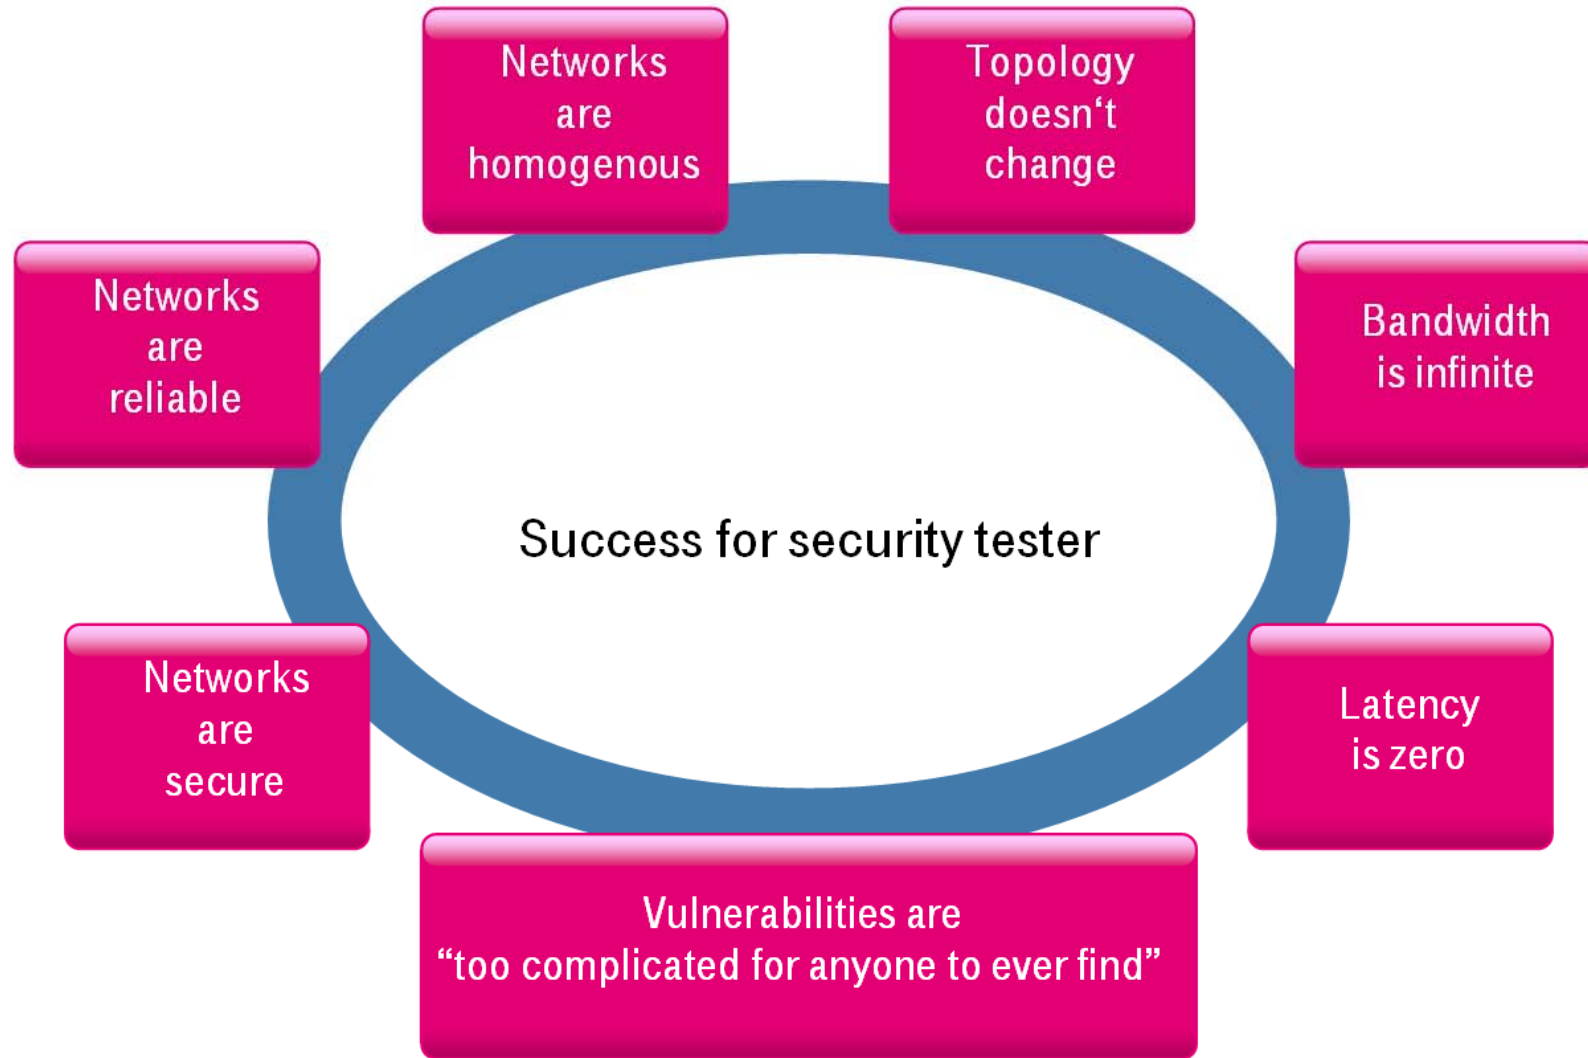 Networks
are
homogenous
Topology
doesn‘t
change
Networks
are
reliable
Bandwidth
is infinite
Success for security tester
Networks
are
secure
Latency
is zero
Vulnerabilities are
“too complicated for anyone to ever find”